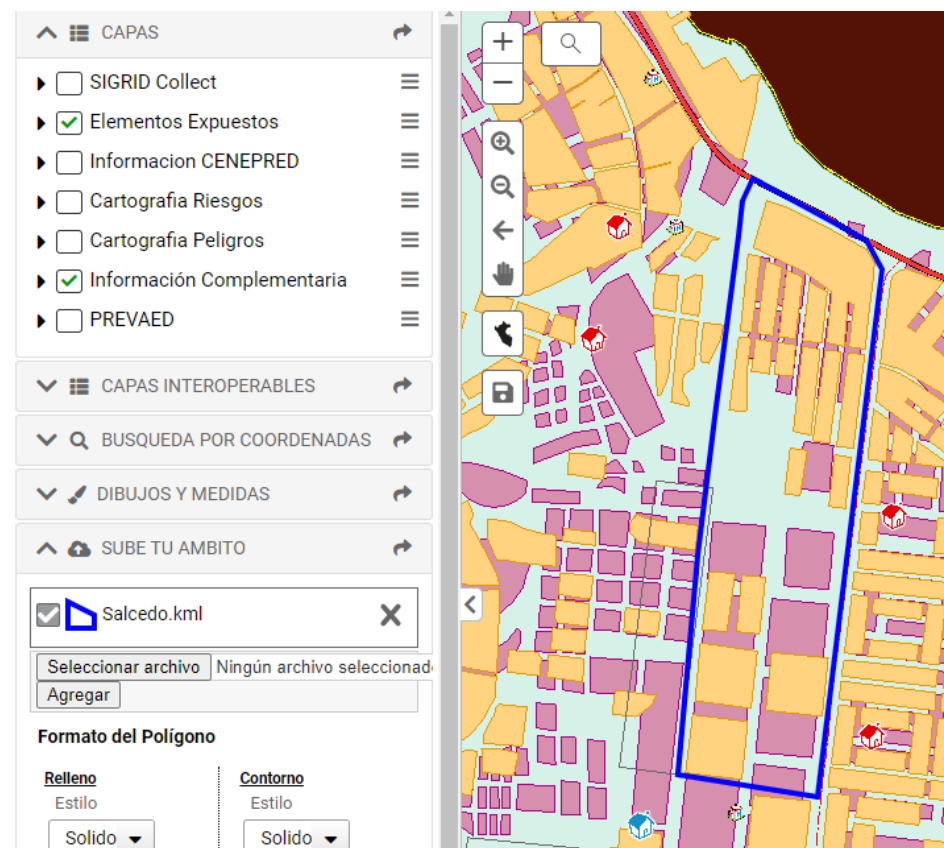 CAPAS
SIGRID Collect
Elementos Expuestos
Informacion CENEPRED
Cartografia Riesgos
Cartografia Peligros
Información Complementaria
PREVAED
CAPAS INTEROPERABLES
BUSQUEDA POR COORDENADAS
DIBUJOS Y MEDIDAS
SUBE TU AMBITO
Salcedo.kml
Seleccionar archivo Ningún archivo seleccionad
Agregar
Formato del Polígono
Relleno Contorno
Estilo Estilo
Solido Solido